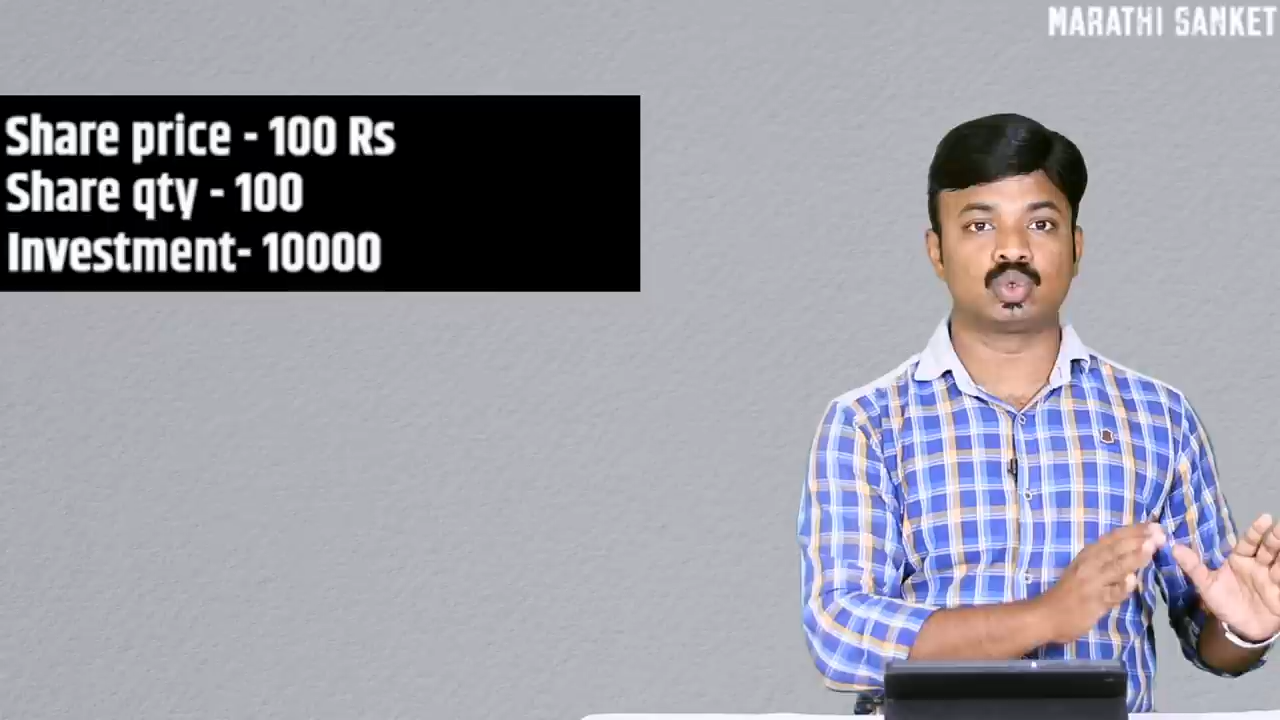 MARATHI SANKET
Share price - 100 Rs
Share qty - 100
Investment- 10000